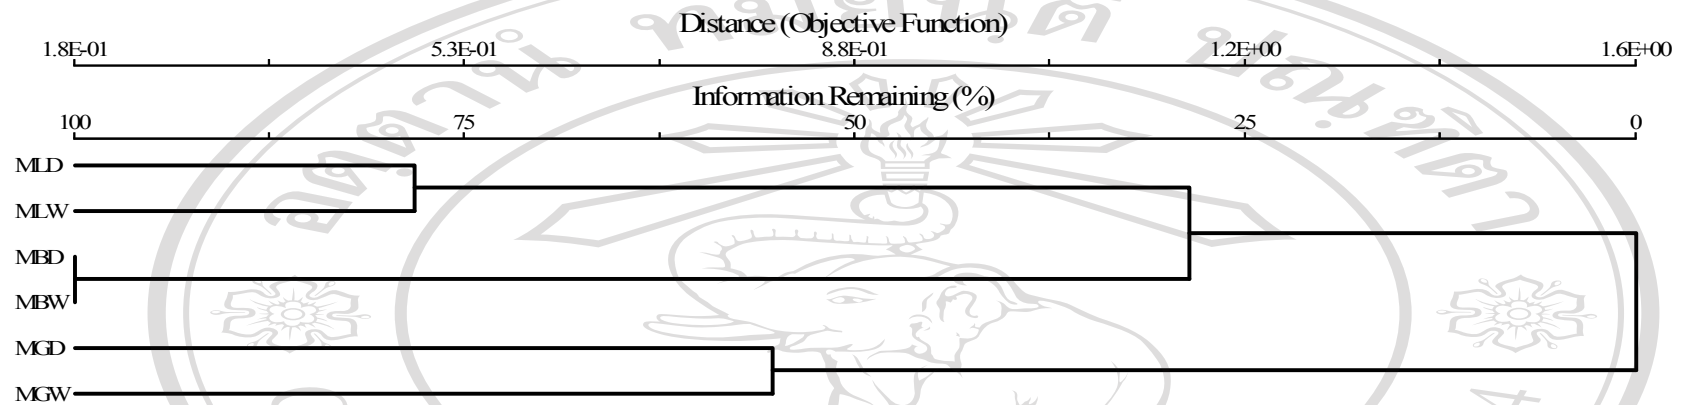 Distance (Objective Function)
1.8E-01 5.3E-01 8.8E-01 1.2E+00 1.6E+00
Information Remaining (%)
100 75 50 25 0
MLD
MLW
MBD
MBW
MGD
MGW